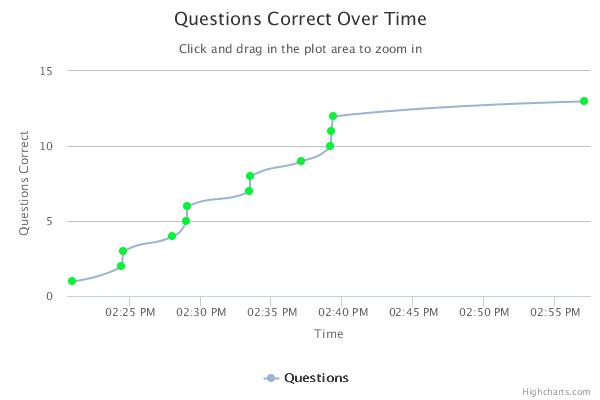 Questions Correct Over Time
Click and drag in the plot area to zoom in
Questions Correct
15
10
5
0
02:25 PM 02:30 PM 02:35 PM 02:40 PM 02:45 PM 02:50 PM 02:55 PM
Time
Questions
Highcharts.com